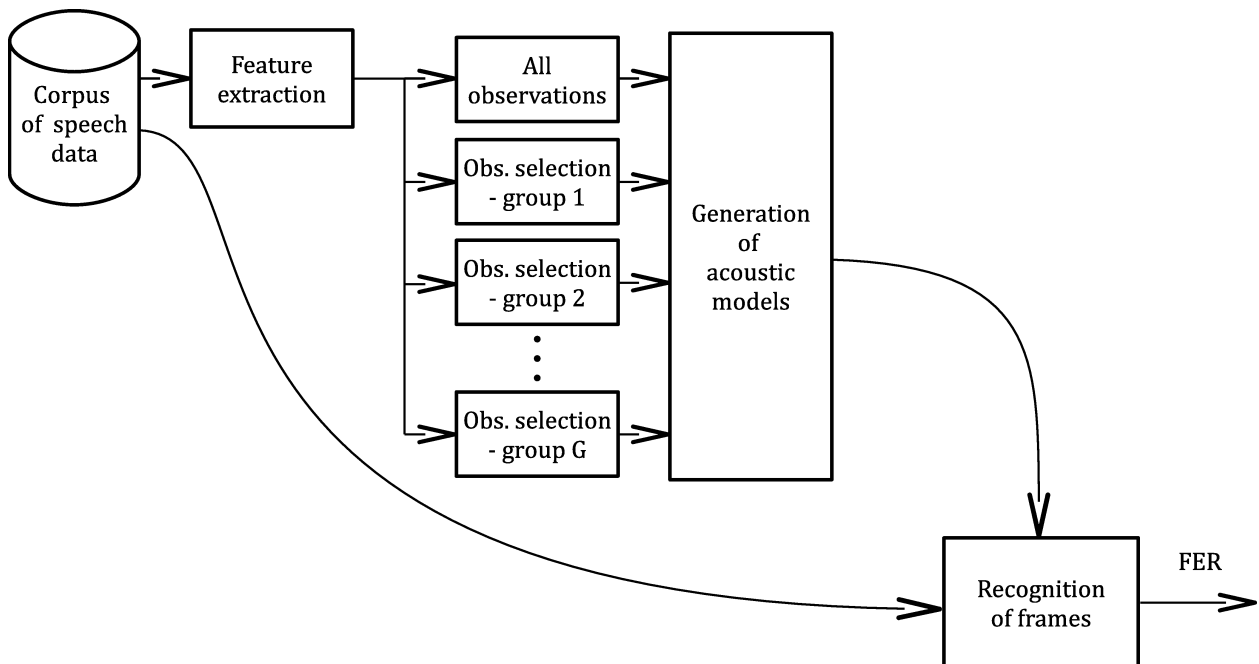 Corpus
of speech
data
Feature
extraction
All
observations
Obs. selection
- group 1
Obs. selection
- group 2
Obs. selection
- group G
Generation
of
acoustic
models
Recognition
of frames
FER